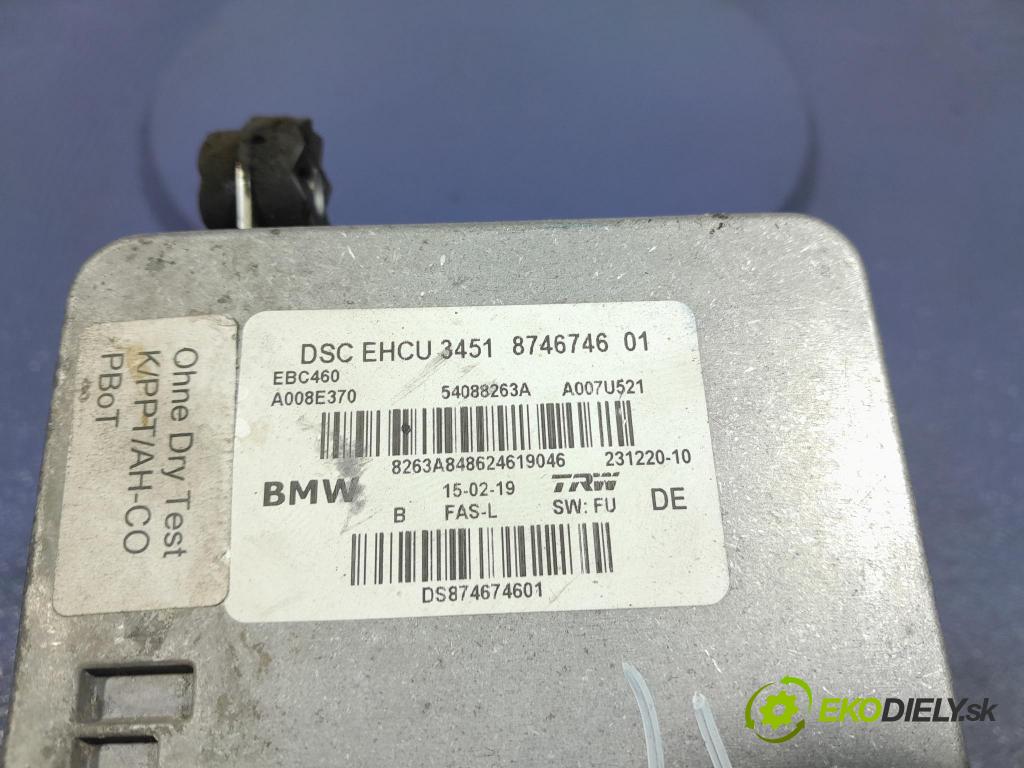 DSC EHCU 3451 8746746 01
EBC460
A008E370 54088263A A007U521
8263A848624619046 231220-10
BMW 15-02-19 TRW
B FAS-L SW: FU DE
DS874674601
Ohne Dry Test
K/PPT/AH-CO
PBoT
EKODIELY.sk